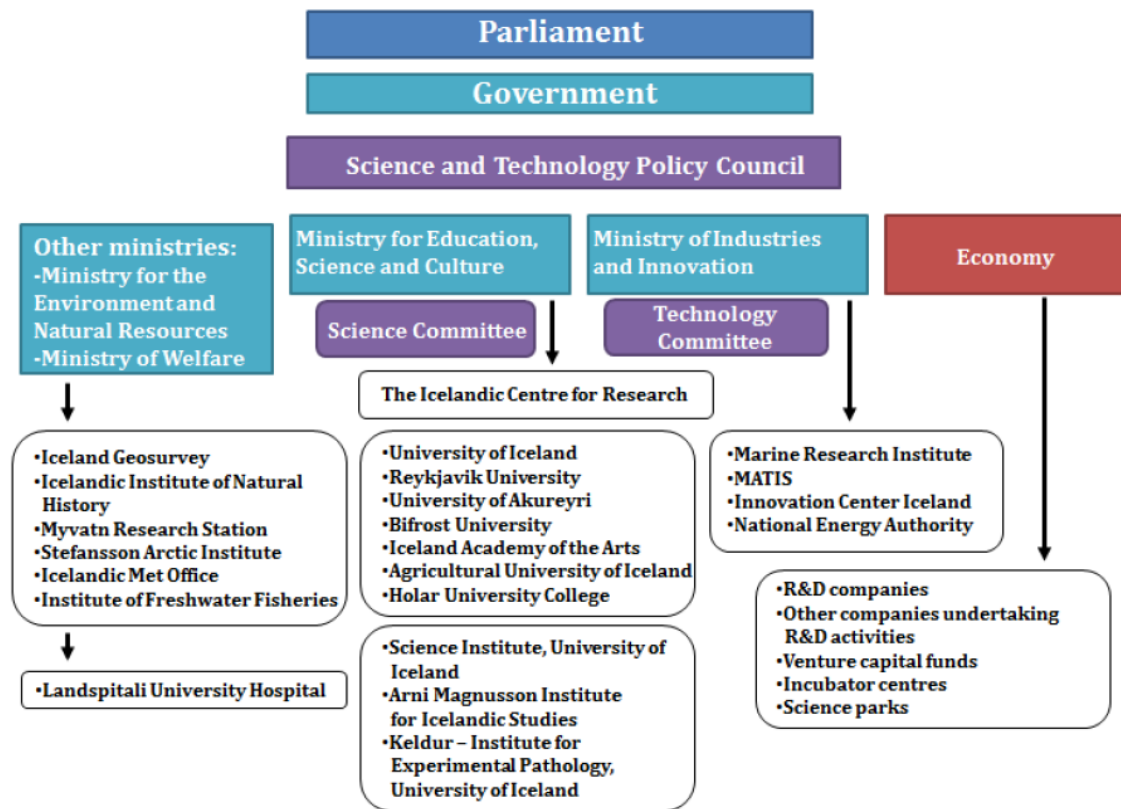 Parliament
Government
Science and Technology Policy Council
Other ministries:
-Ministry for the
Environment and
Natural Resources
-Ministry of Welfare
Ministry for Education,
Science and Culture
Ministry of Industries
and Innovation
Economy
Science Committee
Technology
Committee
The Icelandic Centre for Research
•Iceland Geosurvey
•Icelandic Institute of Natural
History
•Myvatn Research Station
•Stefansson Arctic Institute
•Icelandic Met Office
•Institute of Freshwater Fisheries
•Landspitali University Hospital
•University of Iceland
•Reykjavik University
•University of Akureyri
•Bifrost University
•Iceland Academy of the Arts
•Agricultural University of Iceland
•Holar University College
•Science Institute, University of
Iceland
•Arni Magnusson Institute
for Icelandic Studies
•Keldur – Institute for
Experimental Pathology,
University of Iceland
•Marine Research Institute
•MATIS
•Innovation Center Iceland
•National Energy Authority
•R&D companies
•Other companies undertaking
R&D activities
•Venture capital funds
•Incubator centres
•Science parks